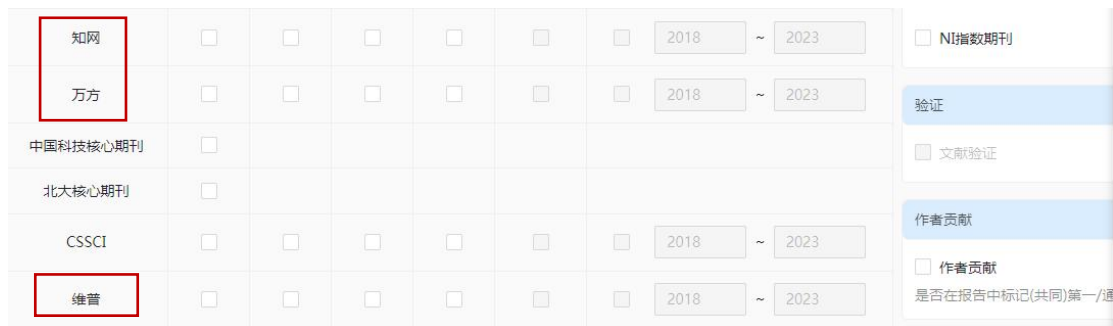 知网 2018 ~ 2023
万方 2018 ~ 2023
中国科技核心期刊
北大核心期刊
CSSCI 2018 ~ 2023
维普 2018 ~ 2023
NI指数期刊
验证
文献验证
作者贡献
作者贡献
是否在报告中标记(共同)第一/通